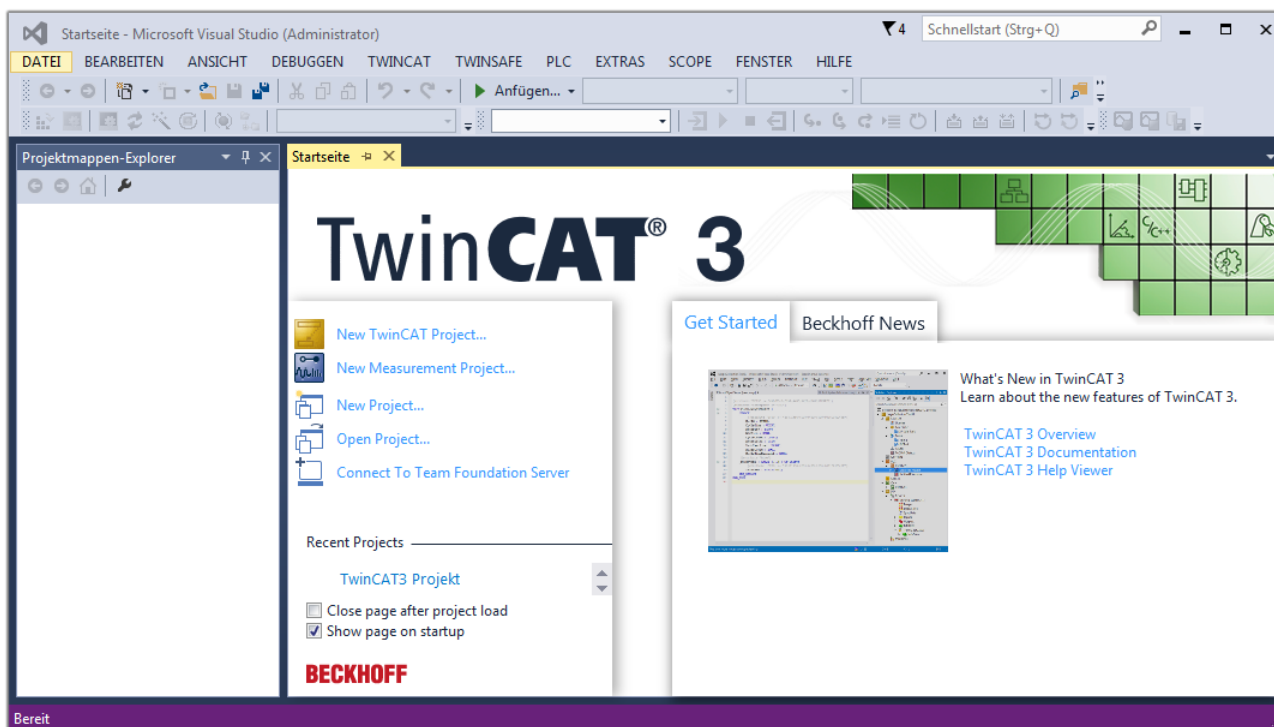 Startseite - Microsoft Visual Studio (Administrator)
4
Schnellstart (Strg+Q)
DATEI BEARBEITEN ANSICHT DEBUGGEN TWINCAT TWINSAFE PLC EXTRAS SCOPE FENSTER HILFE
Anfügen...
Projektmappen-Explorer
Startseite
TwinCAT® 3
C/C++
New TwinCAT Project...
New Measurement Project...
New Project...
Open Project...
Connect To Team Foundation Server
Recent Projects
TwinCAT3 Projekt
Close page after project load
Show page on startup
BECKHOFF
Get Started
Beckhoff News
What's New in TwinCAT 3
Learn about the new features of TwinCAT 3.
TwinCAT 3 Overview
TwinCAT 3 Documentation
TwinCAT 3 Help Viewer
Bereit